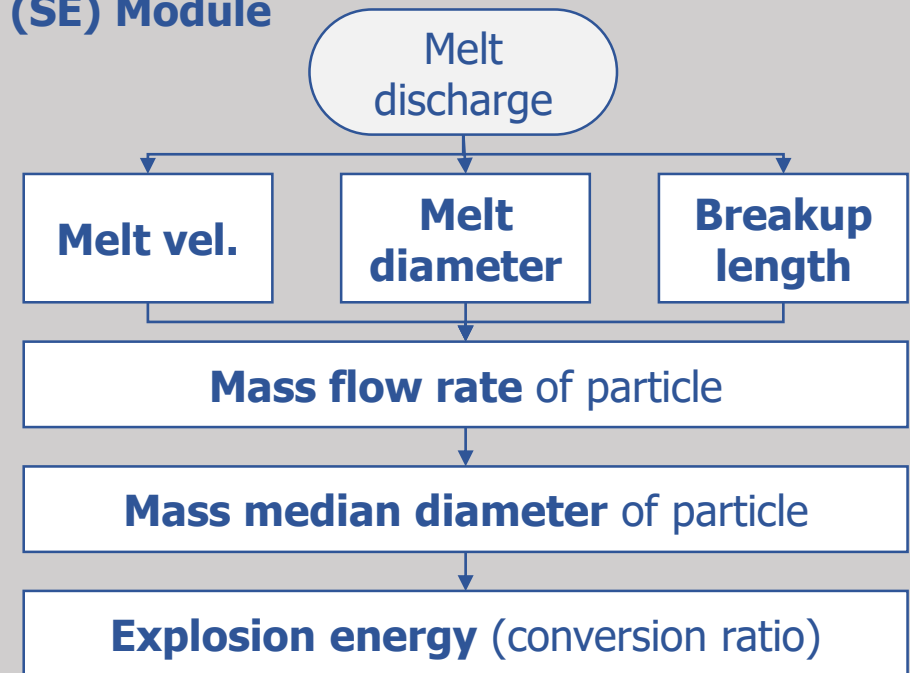 (SE) Module
Melt
discharge
Melt vel.
Melt
diameter
Breakup
length
Mass flow rate of particle
Mass median diameter of particle
Explosion energy (conversion ratio)